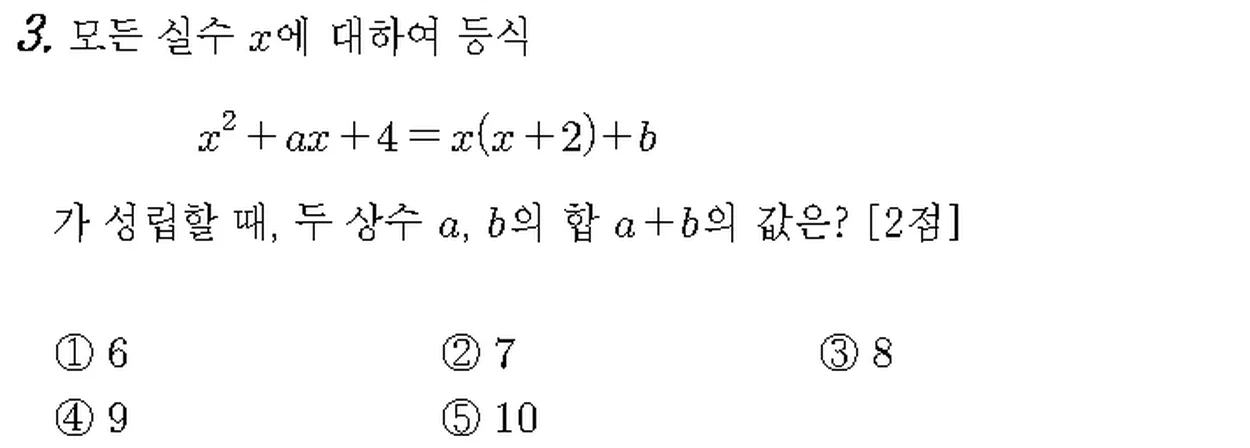 3. 모든 실수 x에 대하여 등식
x² + ax + 4 = x(x + 2) + b
가 성립할 때, 두 상수 a, b의 합 a + b의 값은? [2점]
① 6 ② 7 ③ 8
④ 9 ⑤ 10